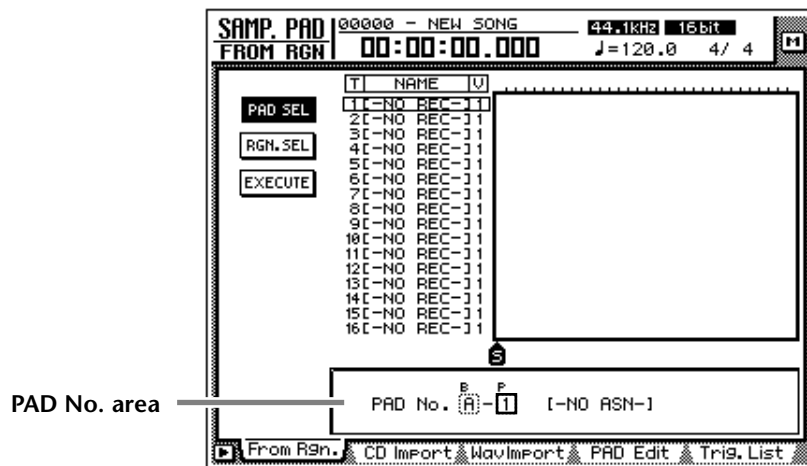 SAMP. PAD 00000 - NEW SONG 44.1kHz 16bit M
FROM RGN 00:00:00.000 ♩=120.0 4/ 4
T NAME V
PAD SEL
RGN.SEL
EXECUTE
1[-NO REC-]1
2[-NO REC-]1
3[-NO REC-]1
4[-NO REC-]1
5[-NO REC-]1
6[-NO REC-]1
7[-NO REC-]1
8[-NO REC-]1
9[-NO REC-]1
10[-NO REC-]1
11[-NO REC-]1
12[-NO REC-]1
13[-NO REC-]1
14[-NO REC-]1
15[-NO REC-]1
16[-NO REC-]1
S
B P
PAD No. area
PAD No. A-1 [-NO ASN-]
From Rgn. CD Import WavImport PAD Edit Trig.List